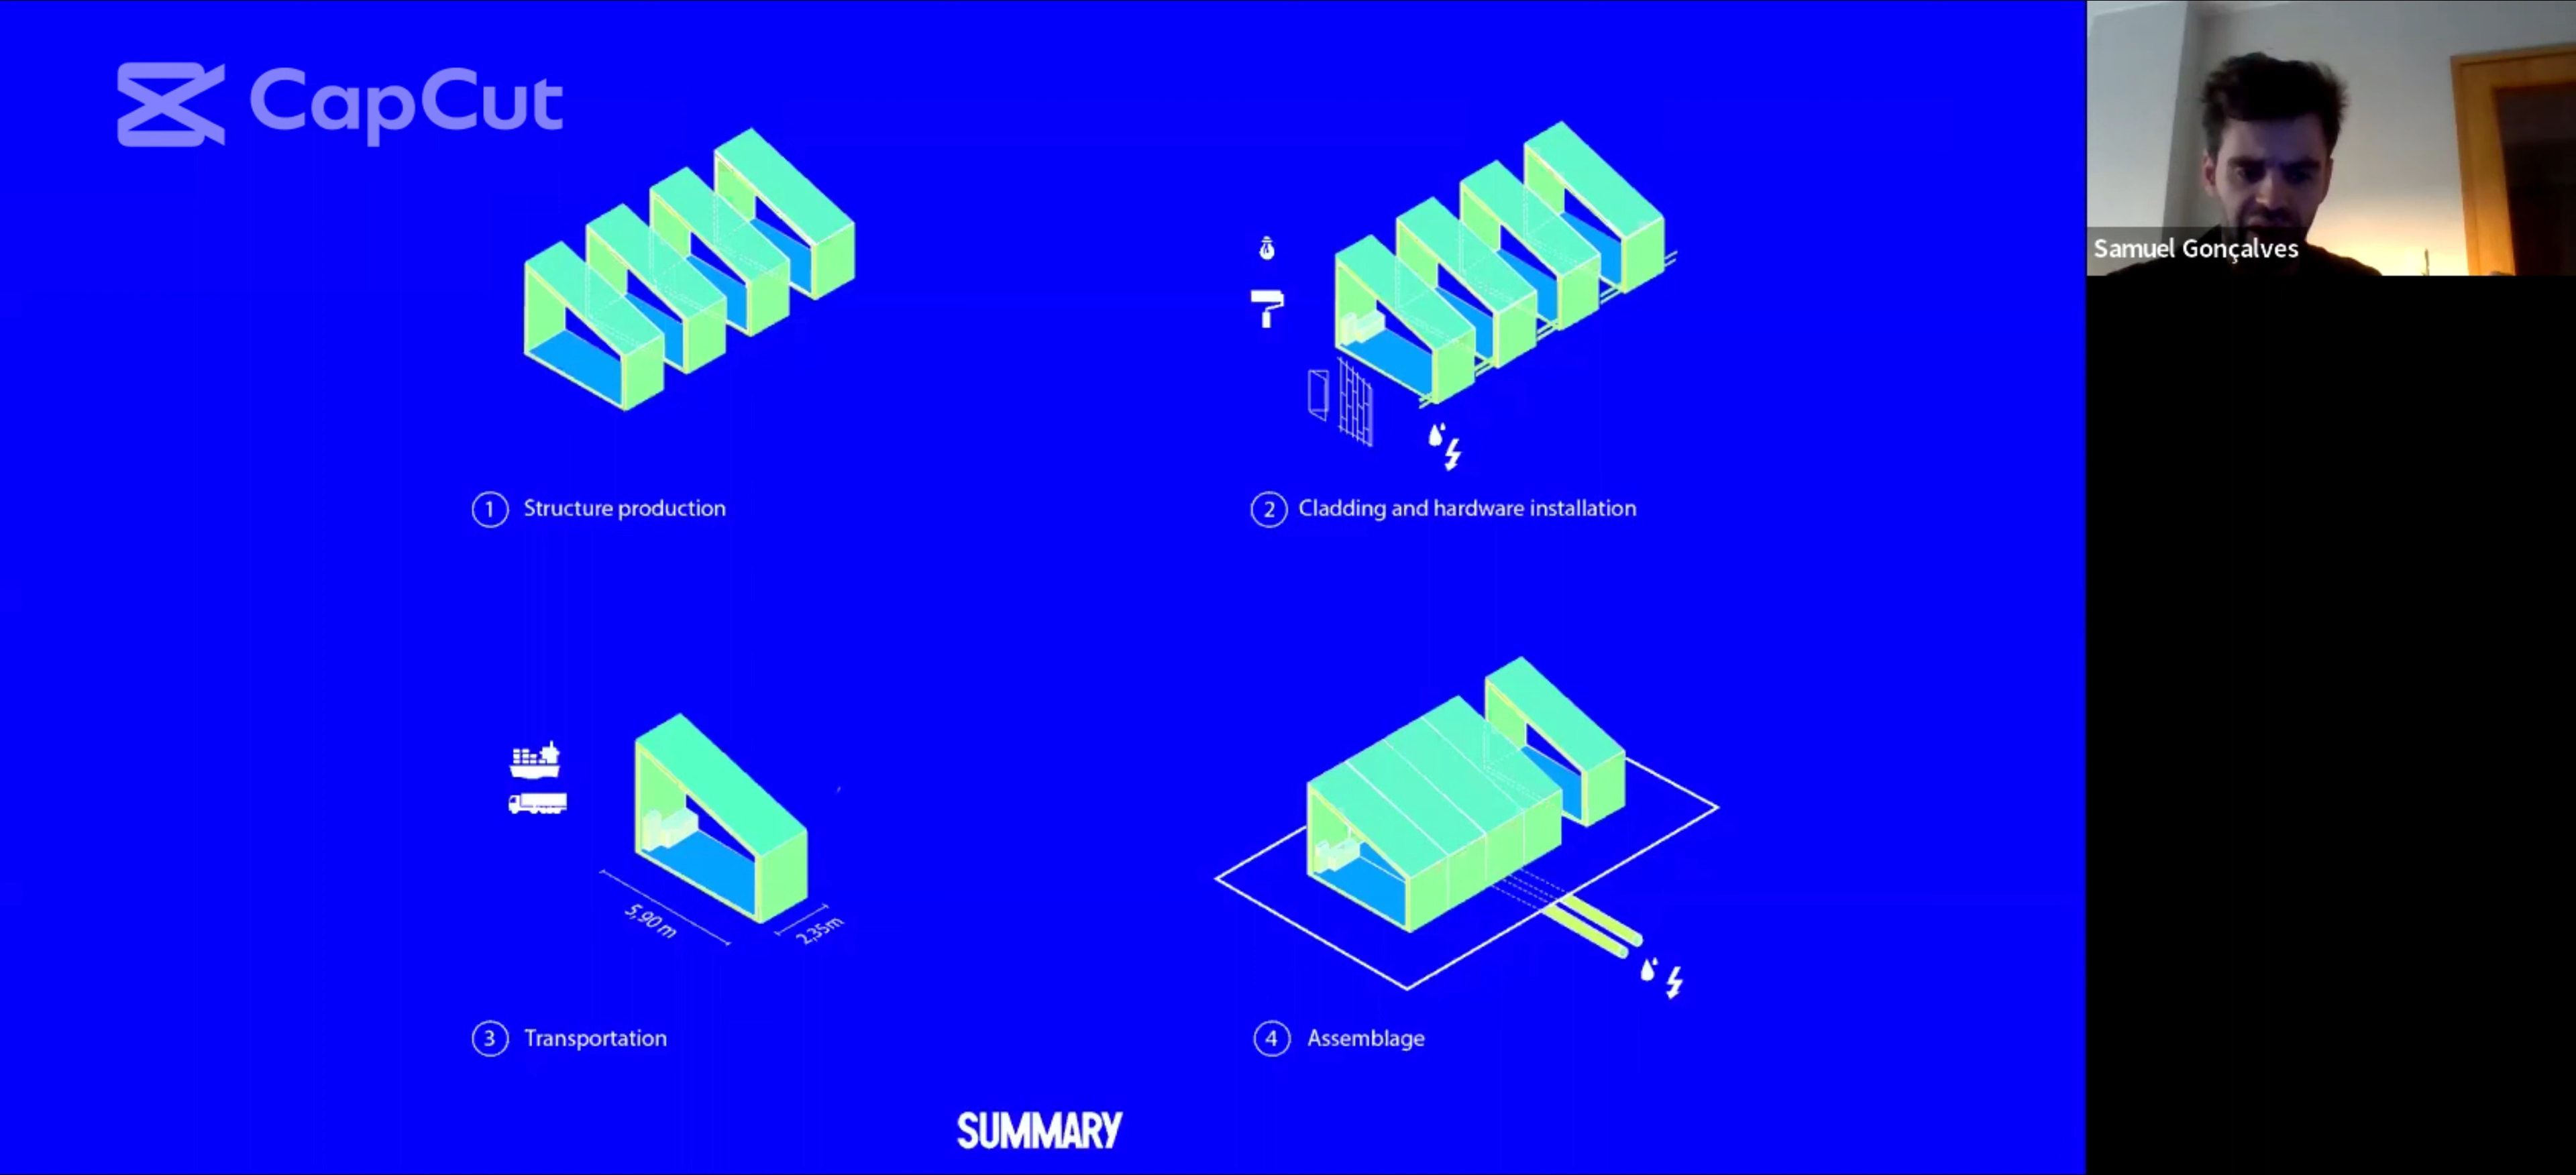 CapCut
Samuel Gonçalves
1 Structure production
2 Cladding and hardware installation
5,90 m
2,35m
3 Transportation
4 Assemblage
SUMMARY